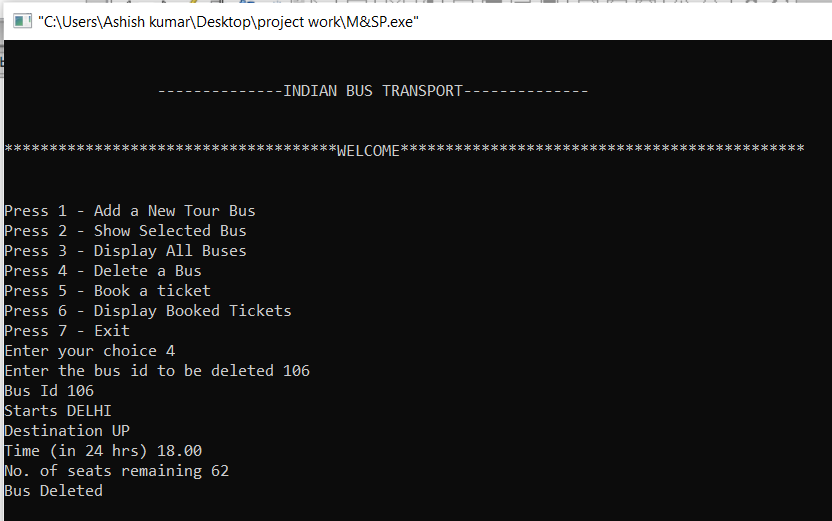 "C:\Users\Ashish kumar\Desktop\project work\M&SP.exe"
--------------INDIAN BUS TRANSPORT--------------
*************************************WELCOME*********************************************
Press 1 - Add a New Tour Bus
Press 2 - Show Selected Bus
Press 3 - Display All Buses
Press 4 - Delete a Bus
Press 5 - Book a ticket
Press 6 - Display Booked Tickets
Press 7 - Exit
Enter your choice 4
Enter the bus id to be deleted 106
Bus Id 106
Starts DELHI
Destination UP
Time (in 24 hrs) 18.00
No. of seats remaining 62
Bus Deleted